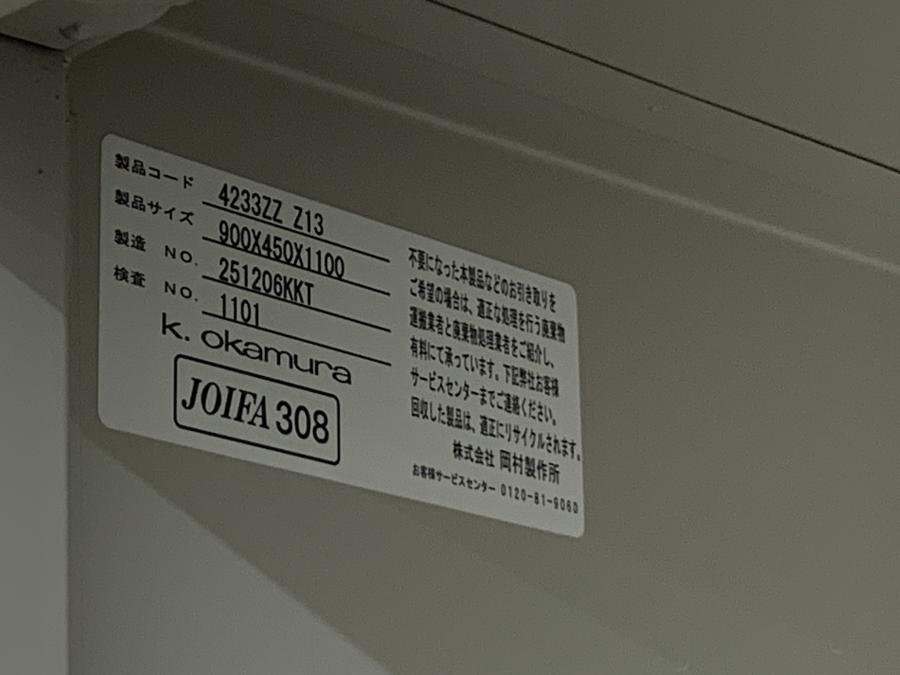 製品コード 4233ZZ Z13
製品サイズ 900X450X1100
製造 NO. 251206KKT
検査 NO. 1101
k. okamura
JOIFA 308
不要になった本製品などのお引き取りを
ご希望の場合は、適正な処理を行う廃棄物
運搬業者と廃棄物処理業者をご紹介し、
有料にて承っています。下記弊社お客様
サービスセンターまでご連絡ください。
回収した製品は、適正にリサイクルされます。
株式会社 岡村製作所
お客様サービスセンター 0120-81-9060